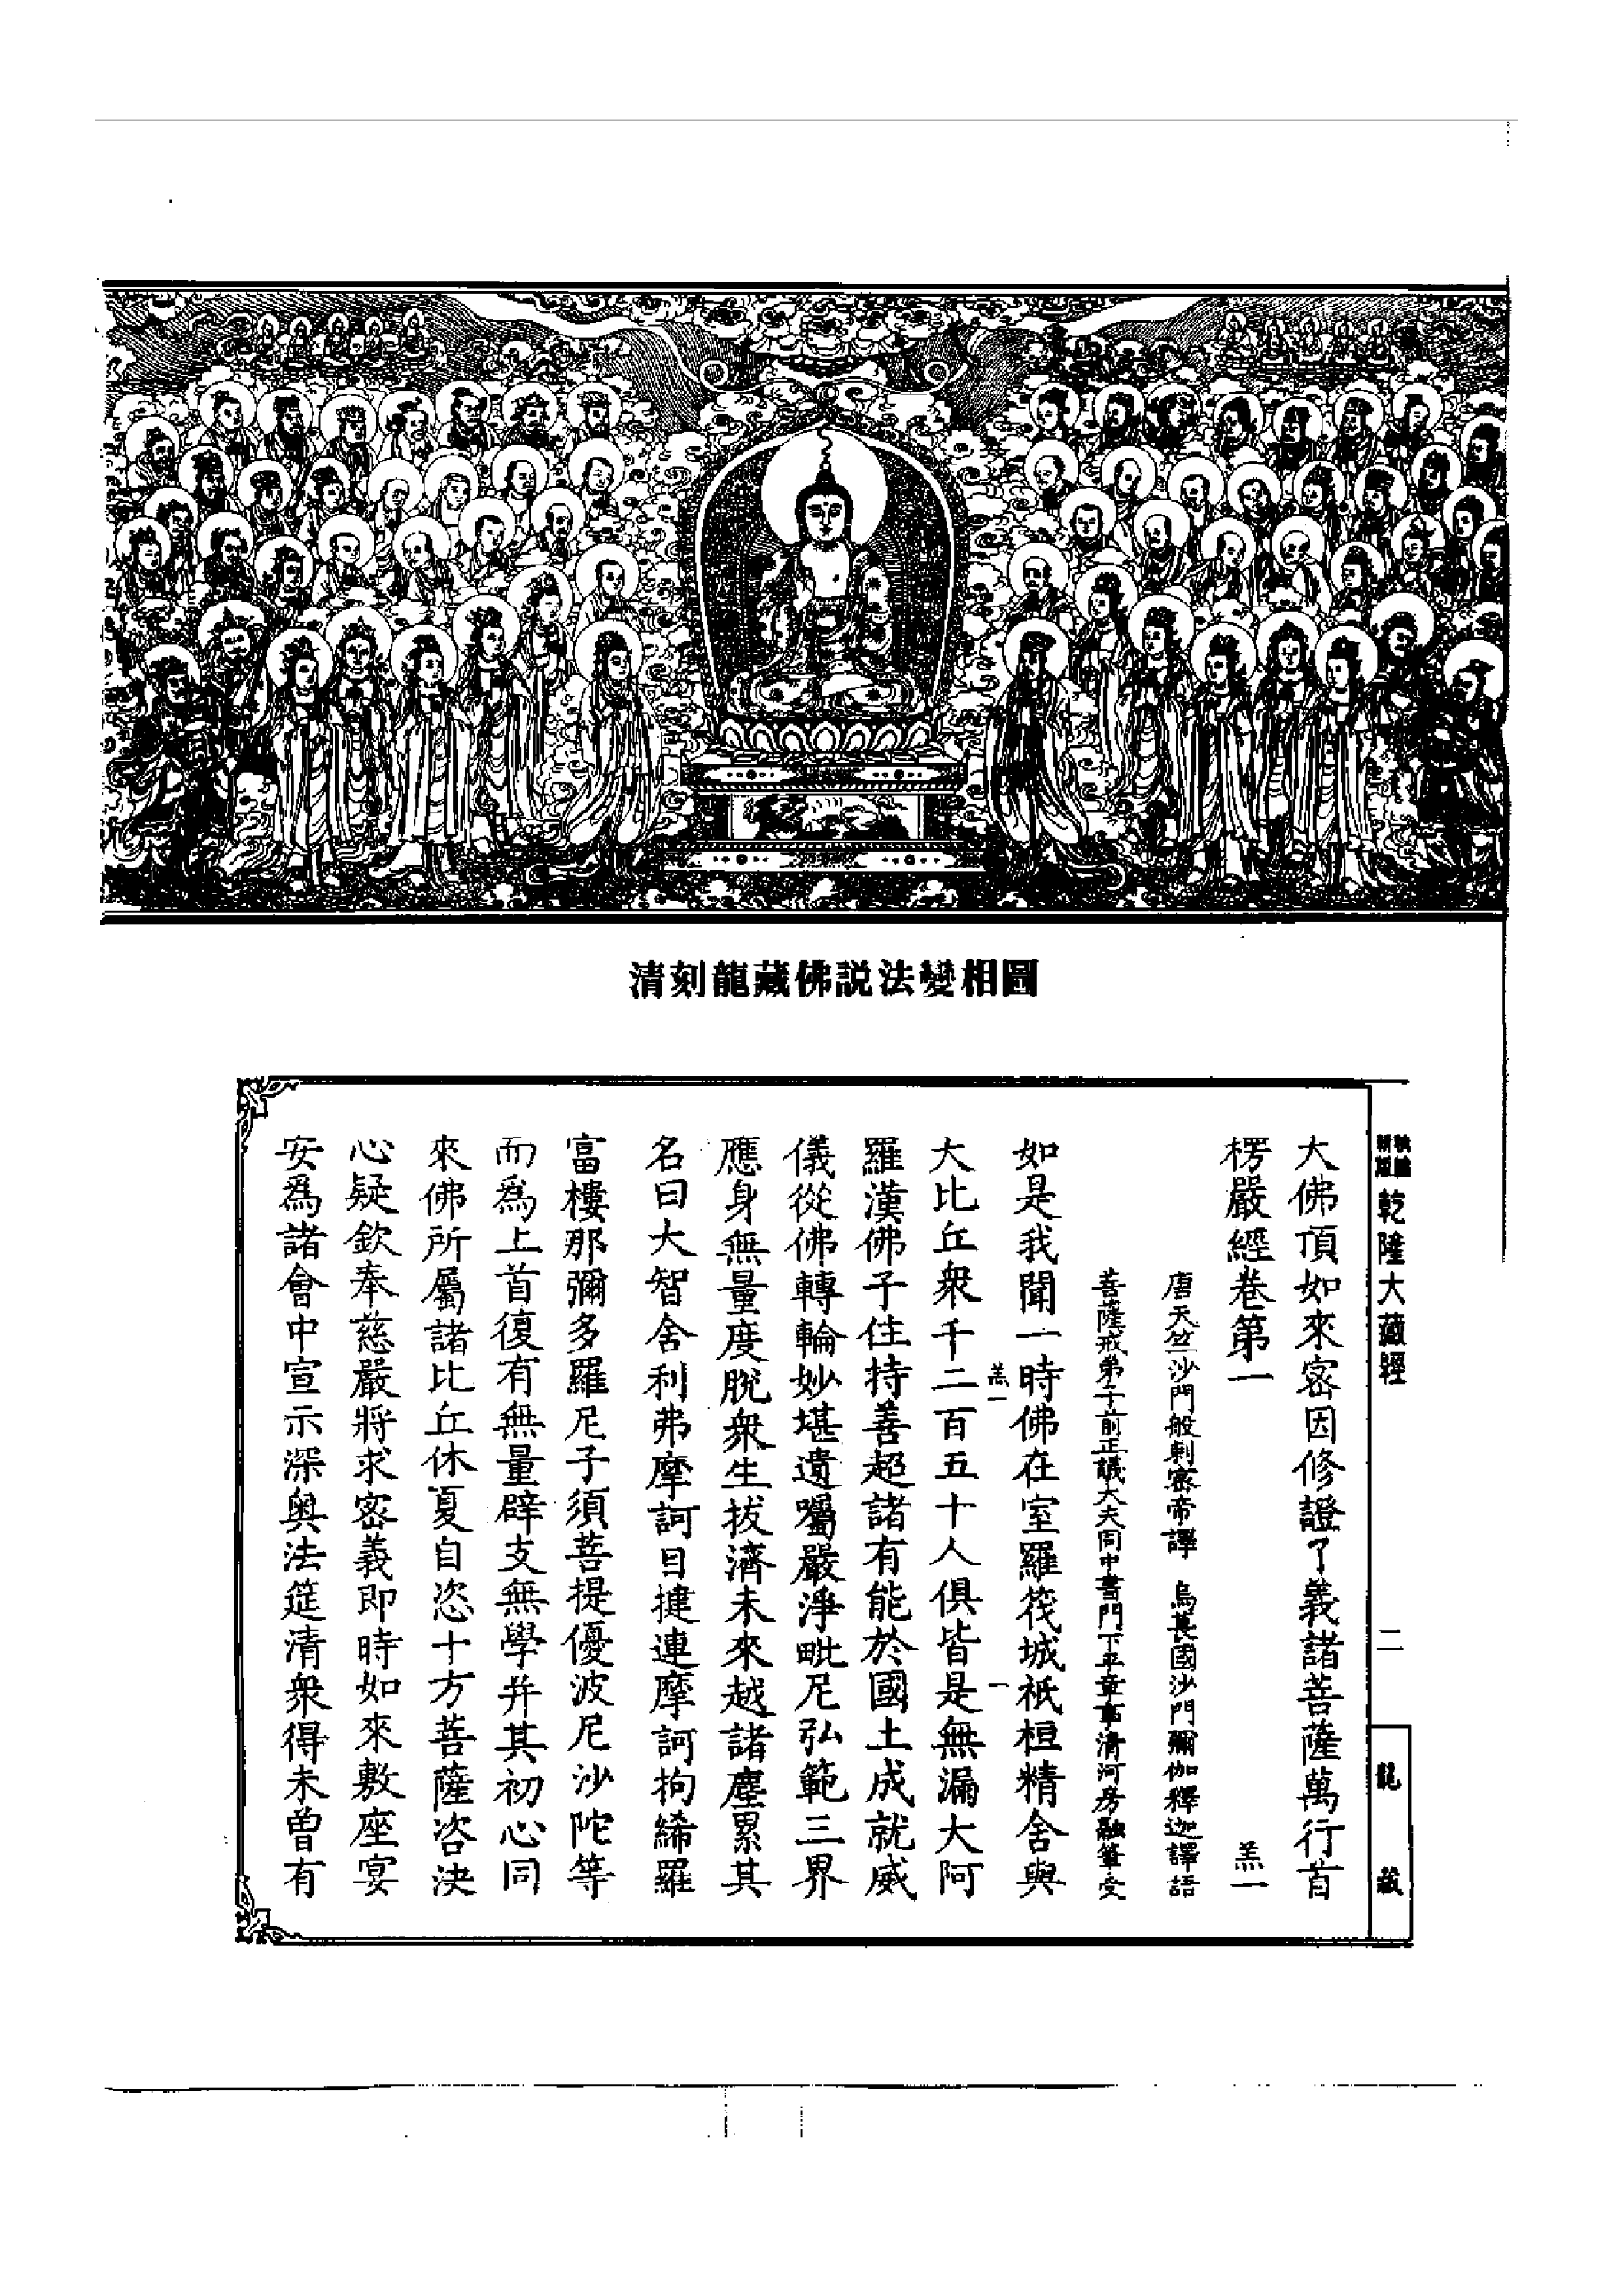 清刻龍藏佛説法變相圖
乾隆大藏經
二
龍藏
大佛頂如來密因修證了義諸菩薩萬行首
楞嚴經卷第一
羔一
唐天竺沙門般剌密帝譯 烏萇國沙門彌伽釋迦譯語
菩薩戒弟子前正議大夫同中書門下平章事清河房融筆受
如是我聞一時佛在室羅筏城祇桓精舍與
羔一 一
大比丘衆千二百五十人俱皆是無漏大阿
羅漢佛子住持善超諸有能於國土成就威
儀從佛轉輪妙堪遺囑嚴淨毗尼弘範三界
應身無量度脫衆生拔濟未來越諸塵累其
名曰大智舍利弗摩訶目揵連摩訶拘絺羅
富樓那彌多羅尼子須菩提優波尼沙陀等
而爲上首復有無量辟支無學并其初心同
來佛所屬諸比丘休夏自恣十方菩薩咨決
心疑欽奉慈嚴將求密義即時如來敷座宴
安爲諸會中宣示深奧法筵清衆得未曾有